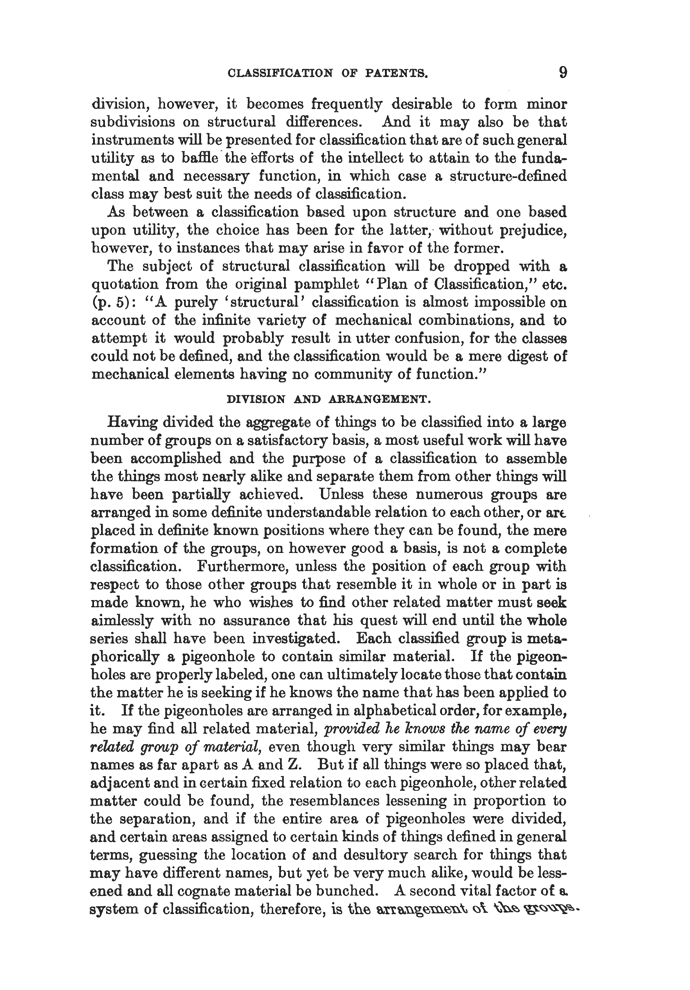 CLASSIFICATION OF PATENTS. 9
division, however, it becomes frequently desirable to form minor
subdivisions on structural differences. And it may also be that
instruments will be presented for classification that are of such general
utility as to baffle the efforts of the intellect to attain to the funda-
mental and necessary function, in which case a structure-defined
class may best suit the needs of classification.
As between a classification based upon structure and one based
upon utility, the choice has been for the latter, without prejudice,
however, to instances that may arise in favor of the former.
The subject of structural classification will be dropped with a
quotation from the original pamphlet “Plan of Classification,” etc.
(p. 5): “A purely ‘structural’ classification is almost impossible on
account of the infinite variety of mechanical combinations, and to
attempt it would probably result in utter confusion, for the classes
could not be defined, and the classification would be a mere digest of
mechanical elements having no community of function.”
DIVISION AND ARRANGEMENT.
Having divided the aggregate of things to be classified into a large
number of groups on a satisfactory basis, a most useful work will have
been accomplished and the purpose of a classification to assemble
the things most nearly alike and separate them from other things will
have been partially achieved. Unless these numerous groups are
arranged in some definite understandable relation to each other, or are
placed in definite known positions where they can be found, the mere
formation of the groups, on however good a basis, is not a complete
classification. Furthermore, unless the position of each group with
respect to those other groups that resemble it in whole or in part is
made known, he who wishes to find other related matter must seek
aimlessly with no assurance that his quest will end until the whole
series shall have been investigated. Each classified group is meta-
phorically a pigeonhole to contain similar material. If the pigeon-
holes are properly labeled, one can ultimately locate those that contain
the matter he is seeking if he knows the name that has been applied to
it. If the pigeonholes are arranged in alphabetical order, for example,
he may find all related material, provided he knows the name of every
related group of material, even though very similar things may bear
names as far apart as A and Z. But if all things were so placed that,
adjacent and in certain fixed relation to each pigeonhole, other related
matter could be found, the resemblances lessening in proportion to
the separation, and if the entire area of pigeonholes were divided,
and certain areas assigned to certain kinds of things defined in general
terms, guessing the location of and desultory search for things that
may have different names, but yet be very much alike, would be less-
ened and all cognate material be bunched. A second vital factor of a
system of classification, therefore, is the arrangement of the groups.